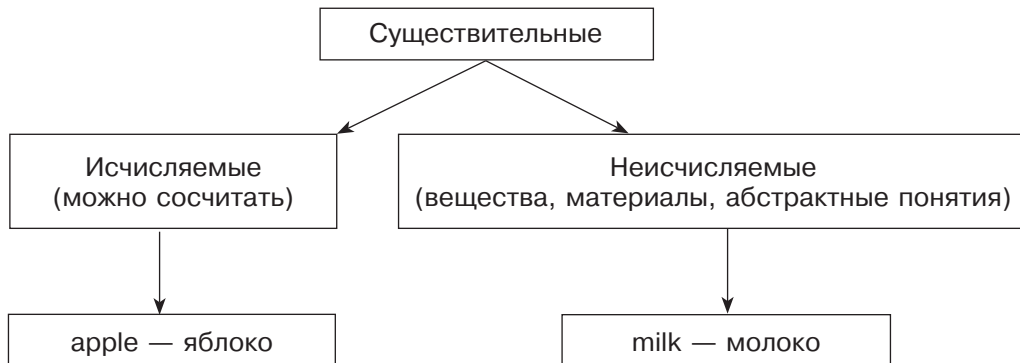 Существительные
Исчисляемые
(можно сосчитать)
Неисчисляемые
(вещества, материалы, абстрактные понятия)
apple — яблоко
milk — молоко